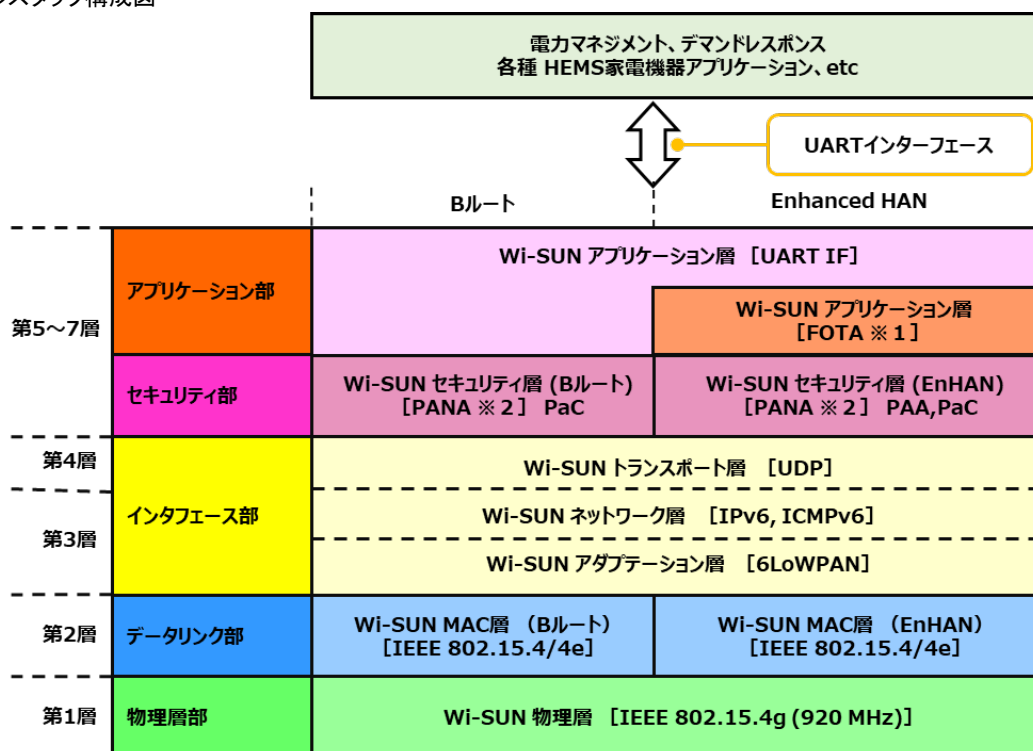 スタック構成図
電力マネジメント、デマンドレスポンス
各種 HEMS家電機器アプリケーション、etc
UARTインターフェース
Bルート
Enhanced HAN
第5～7層
アプリケーション部
Wi-SUN アプリケーション層 [UART IF]
Wi-SUN アプリケーション層
[FOTA ※１]
セキュリティ部
Wi-SUN セキュリティ層 (Bルート)
[PANA ※２] PaC
Wi-SUN セキュリティ層 (EnHAN)
[PANA ※２] PAA,PaC
第4層
インタフェース部
Wi-SUN トランスポート層 [UDP]
第3層
Wi-SUN ネットワーク層 [IPv6, ICMPv6]
Wi-SUN アダプテーション層 [6LoWPAN]
第2層
データリンク部
Wi-SUN MAC層 （Bルート）
[IEEE 802.15.4/4e]
Wi-SUN MAC層 （EnHAN）
[IEEE 802.15.4/4e]
第1層
物理層部
Wi-SUN 物理層 [IEEE 802.15.4g (920 MHz)]